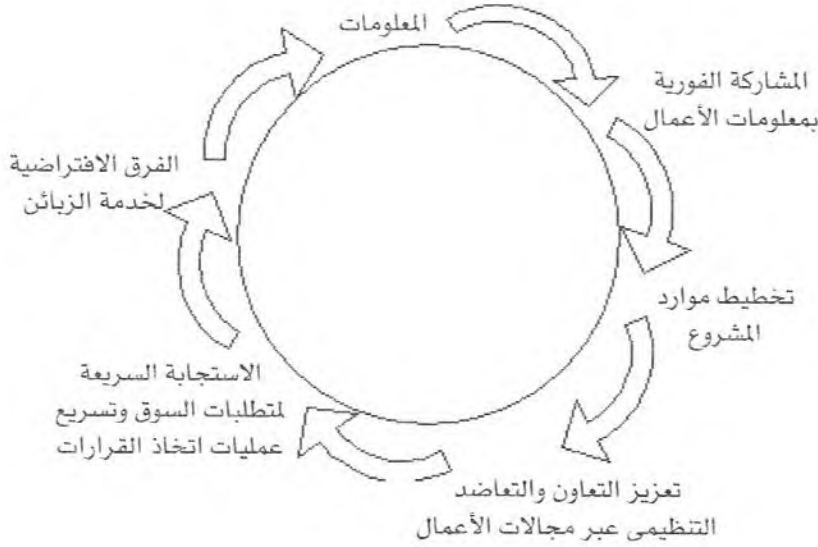 المعلومات
المشاركة الفورية
بمعلومات الأعمال
تخطيط موارد
المشروع
تعزيز التعاون والتعاضد
التنظيمى عبر مجالات الأعمال
الاستجابة السريعة
لمتطلبات السوق وتسريع
عمليات اتخاذ القرارات
الفرق الافتراضية
لخدمة الزبائن